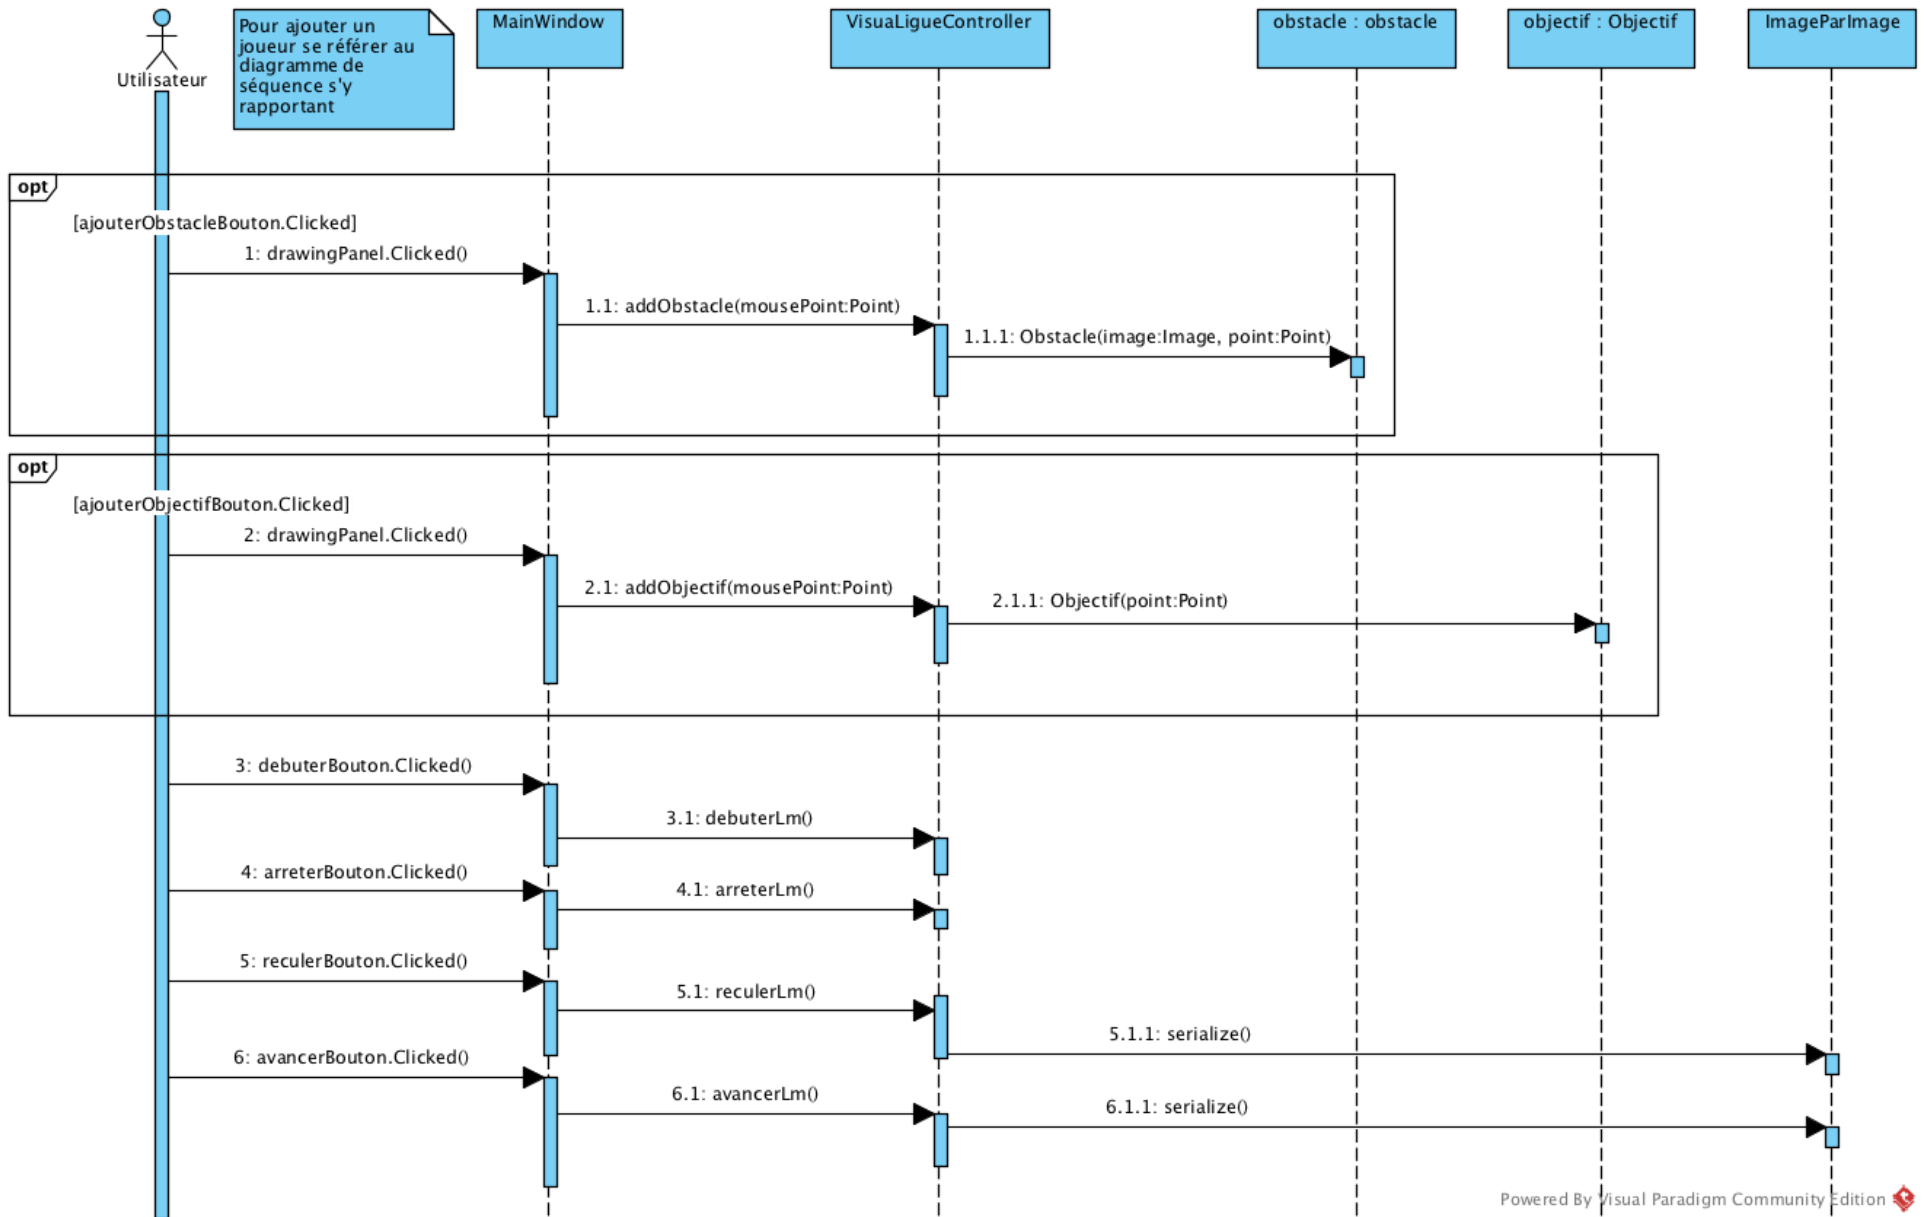 Utilisateur
Pour ajouter un
joueur se référer au
diagramme de
séquence s'y
rapportant
MainWindow
VisuaLigueController
obstacle : obstacle
objectif : Objectif
ImageParImage
opt
[ajouterObstacleBouton.Clicked]
1: drawingPanel.Clicked()
1.1: addObstacle(mousePoint:Point)
1.1.1: Obstacle(image:Image, point:Point)
opt
[ajouterObjectifBouton.Clicked]
2: drawingPanel.Clicked()
2.1: addObjectif(mousePoint:Point)
2.1.1: Objectif(point:Point)
3: debuterBouton.Clicked()
3.1: debuterLm()
4: arreterBouton.Clicked()
4.1: arreterLm()
5: reculerBouton.Clicked()
5.1: reculerLm()
5.1.1: serialize()
6: avancerBouton.Clicked()
6.1: avancerLm()
6.1.1: serialize()
Powered By Visual Paradigm Community Edition